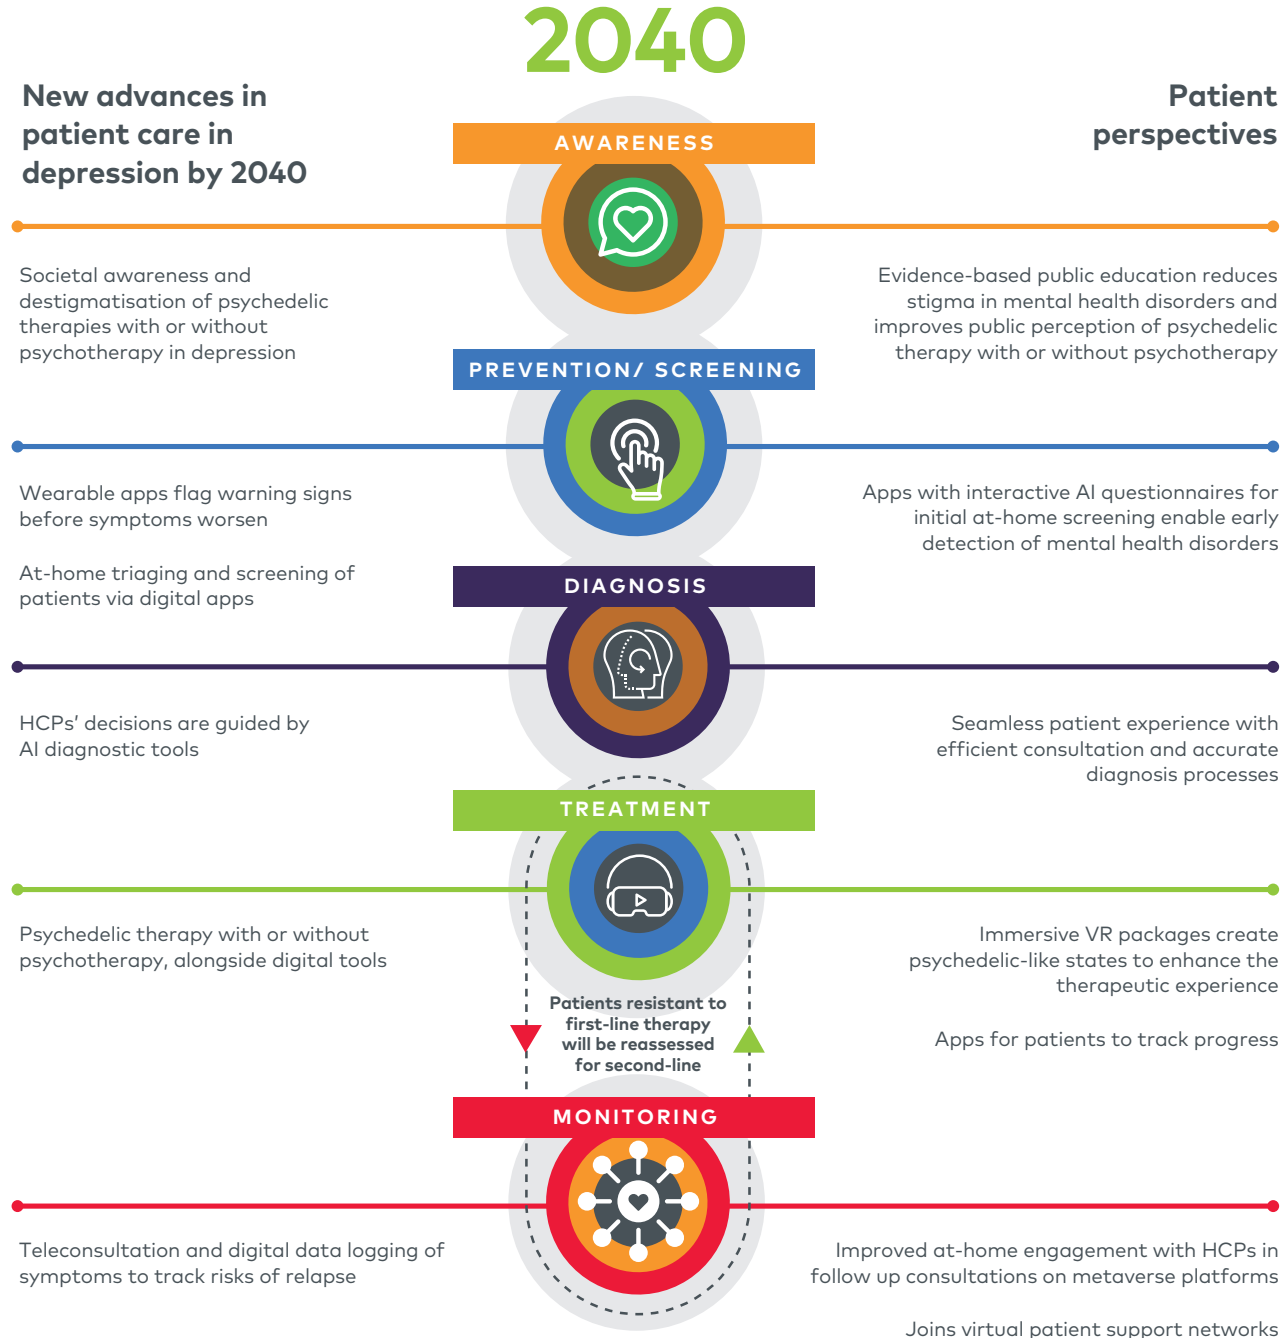 2040
New advances in
patient care in
depression by 2040
Patient
perspectives
AWARENESS
Societal awareness and
destigmatisation of psychedelic
therapies with or without
psychotherapy in depression
Evidence-based public education reduces
stigma in mental health disorders and
improves public perception of psychedelic
therapy with or without psychotherapy
PREVENTION/ SCREENING
Wearable apps flag warning signs
before symptoms worsen
At-home triaging and screening of
patients via digital apps
Apps with interactive AI questionnaires for
initial at-home screening enable early
detection of mental health disorders
DIAGNOSIS
HCPs’ decisions are guided by
AI diagnostic tools
Seamless patient experience with
efficient consultation and accurate
diagnosis processes
TREATMENT
Psychedelic therapy with or without
psychotherapy, alongside digital tools
Immersive VR packages create
psychedelic-like states to enhance the
therapeutic experience
Apps for patients to track progress
Patients resistant to
first-line therapy
will be reassessed
for second-line
MONITORING
Teleconsultation and digital data logging of
symptoms to track risks of relapse
Improved at-home engagement with HCPs in
follow up consultations on metaverse platforms
Joins virtual patient support networks